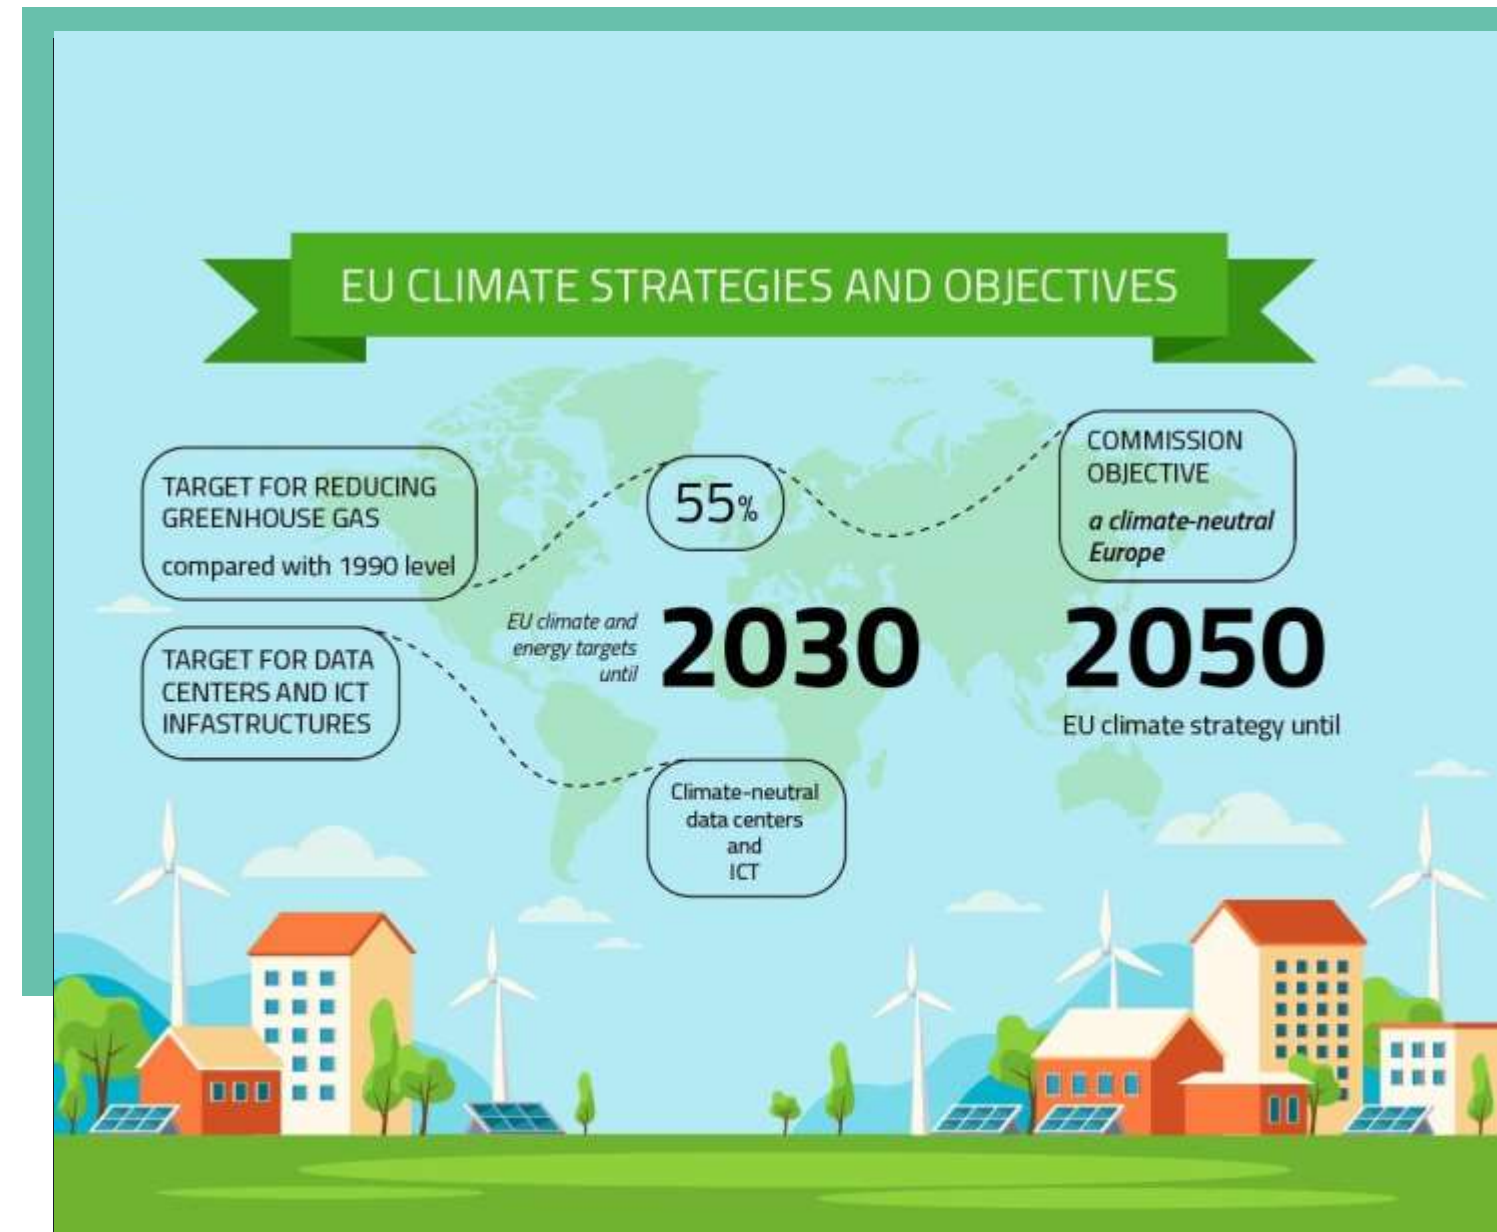 EU CLIMATE STRATEGIES AND OBJECTIVES
TARGET FOR REDUCING
GREENHOUSE GAS
compared with 1990 level
55%
COMMISSION
OBJECTIVE
a climate-neutral
Europe
EU climate and
energy targets
until
2030
2050
EU climate strategy until
TARGET FOR DATA
CENTERS AND ICT
INFASTRUCTURES
Climate-neutral
data centers
and
ICT